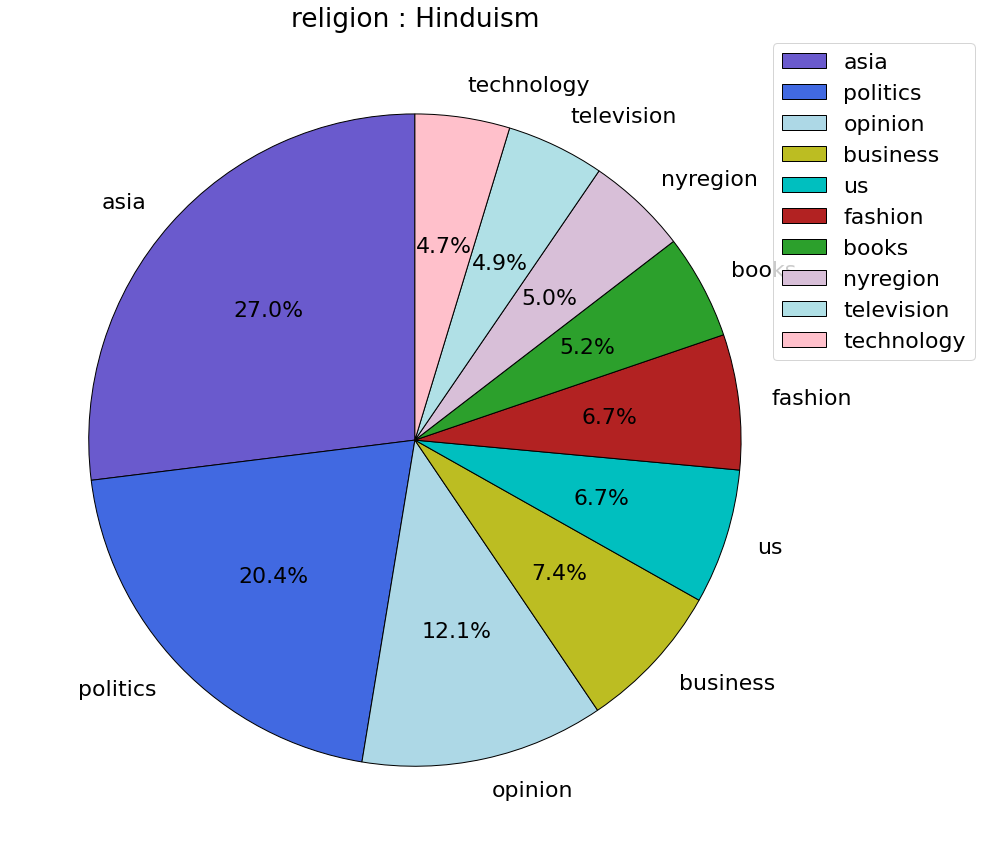 religion : Hinduism
technology
television
nyregion
books
asia
fashion
us
business
opinion
politics
27.0%
20.4%
12.1%
7.4%
6.7%
6.7%
5.2%
5.0%
4.9%
4.7%
asia
politics
opinion
business
us
fashion
books
nyregion
television
technology